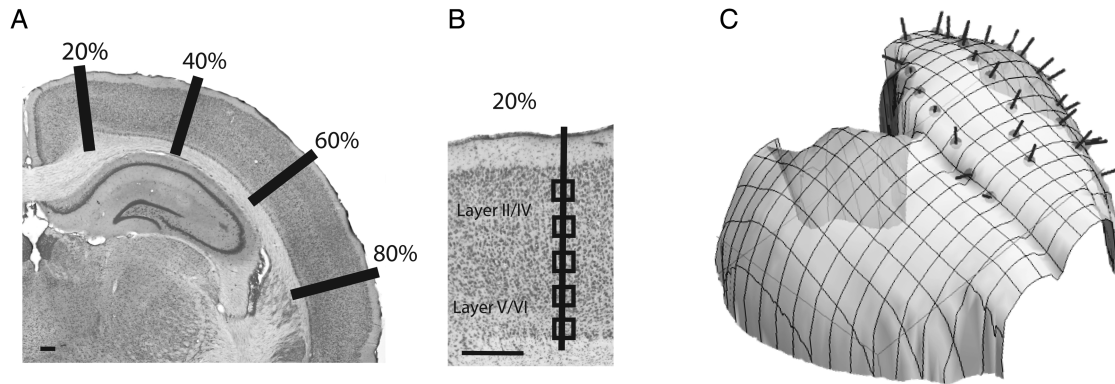 A
B
C
20%
40%
60%
80%
20%
Layer II/IV
Layer V/VI